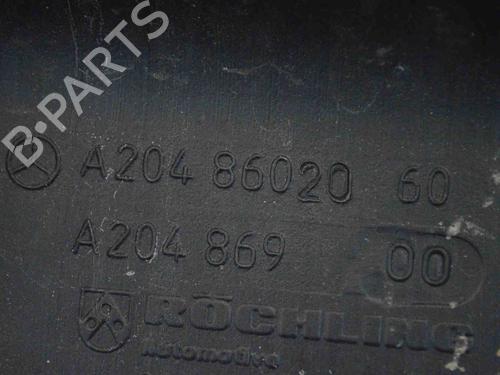 B-PARTS
A204 86020 60
A204 869 00
RÖCHLING
Automotive